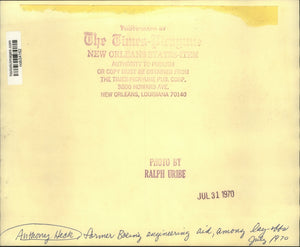 The Times-Picayune
NEW ORLEANS STATES-ITEM
AUTHORITY TO PUBLISH
OR COPY MUST BE OBTAINED FROM
THE TIMES-PICAYUNE PUB. CORP.
3800 HOWARD AVE.
NEW ORLEANS, LOUISIANA 70140
PHOTO BY
RALPH URIBE
JUL 31 1970
Anthony Heck, former Boeing engineering aid, among lay-offs
July 1970